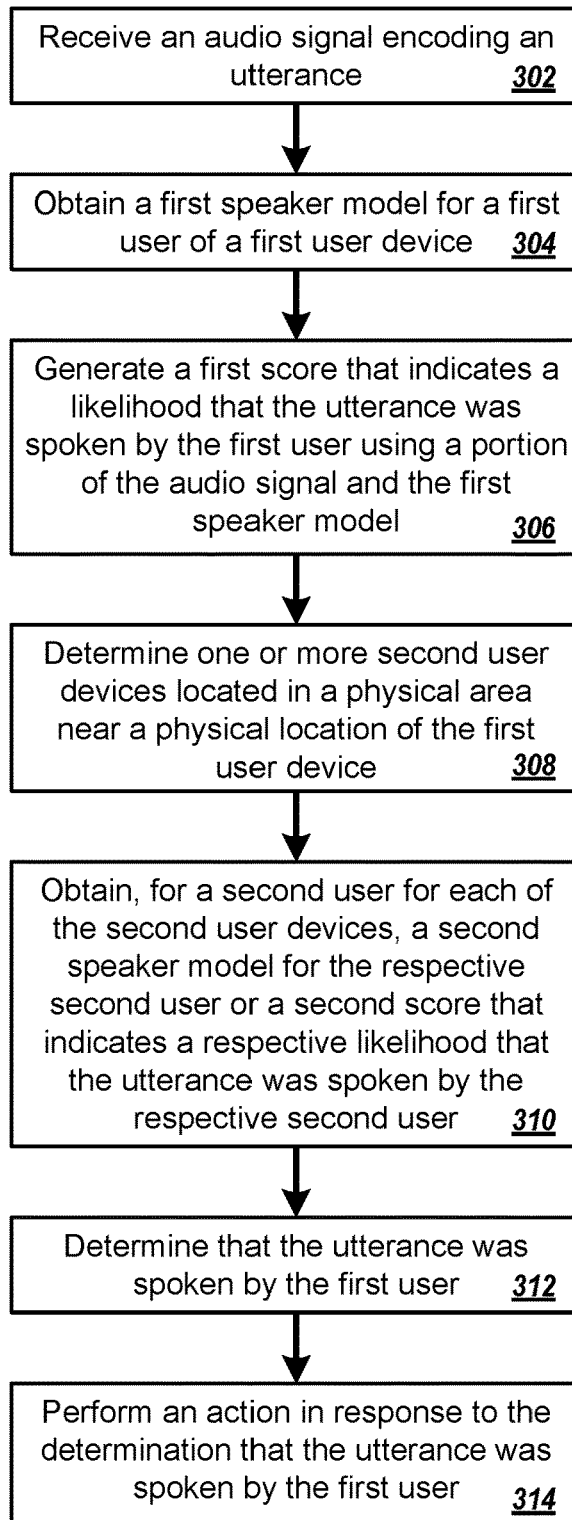 Receive an audio signal encoding an
utterance 302
Obtain a first speaker model for a first
user of a first user device 304
Generate a first score that indicates a
likelihood that the utterance was
spoken by the first user using a portion
of the audio signal and the first
speaker model 306
Determine one or more second user
devices located in a physical area
near a physical location of the first
user device 308
Obtain, for a second user for each of
the second user devices, a second
speaker model for the respective
second user or a second score that
indicates a respective likelihood that
the utterance was spoken by the
respective second user 310
Determine that the utterance was
spoken by the first user 312
Perform an action in response to the
determination that the utterance was
spoken by the first user 314